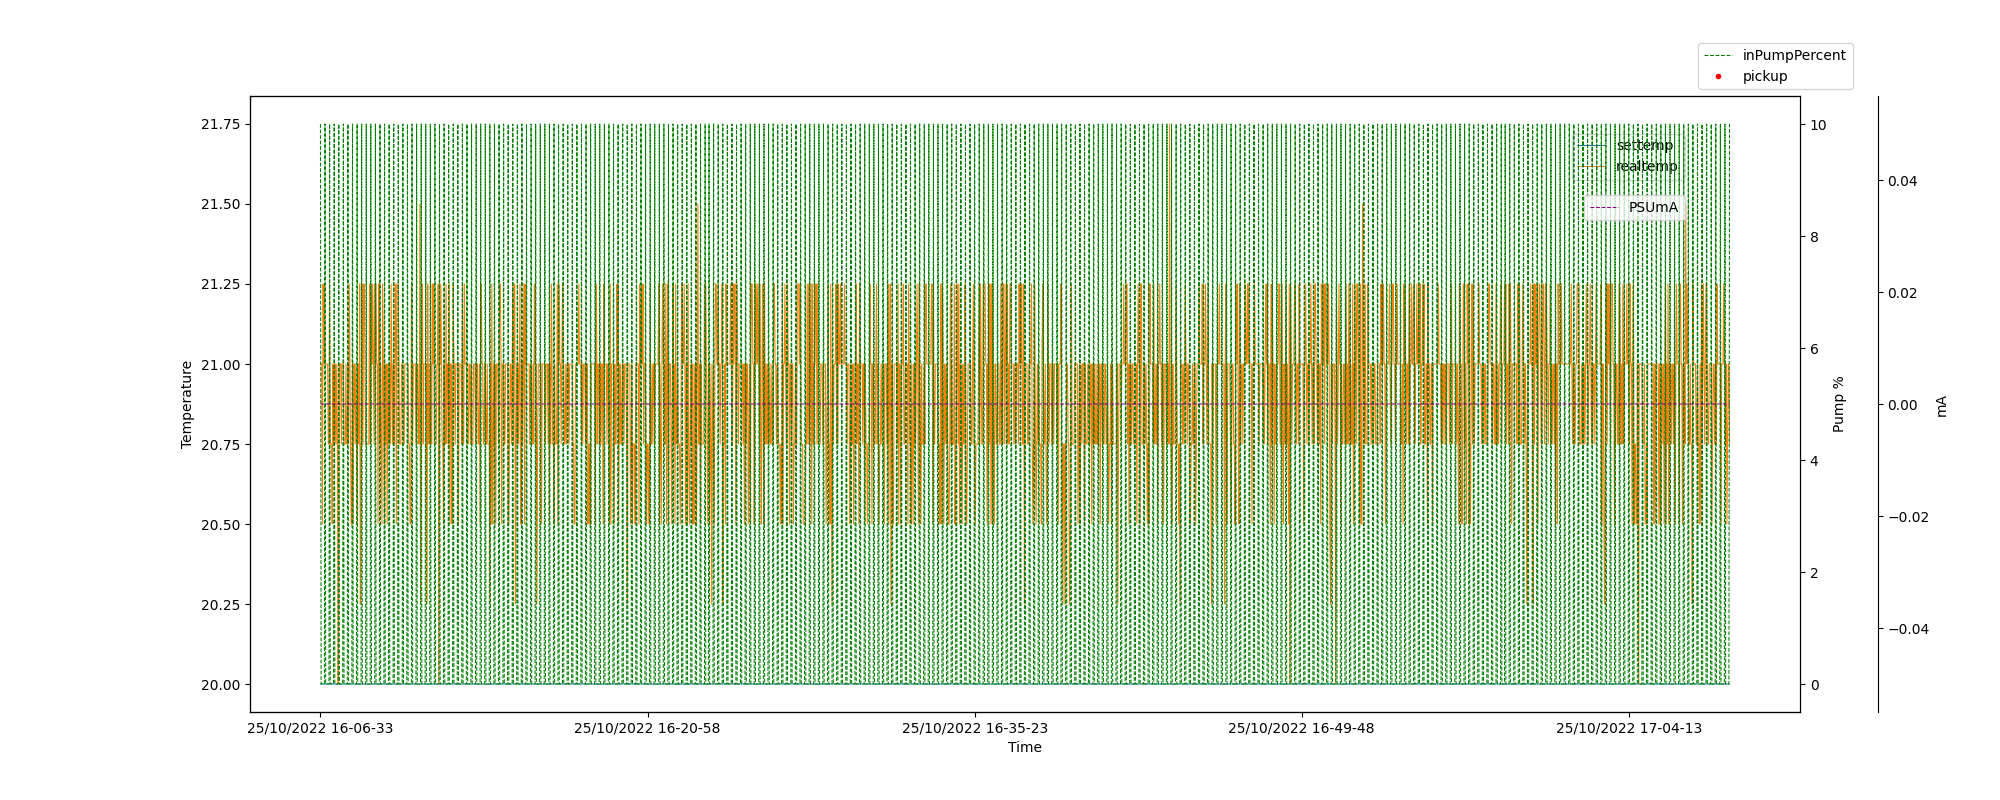 inPumpPercent
pickup
21.75
21.50
21.25
21.00
20.75
20.50
20.25
20.00
Temperature
settemp
realtemp
PSUmA
10
8
6
4
2
0
Pump %
0.04
0.02
0.00
−0.02
−0.04
mA
25/10/2022 16-06-33
25/10/2022 16-20-58
25/10/2022 16-35-23
25/10/2022 16-49-48
25/10/2022 17-04-13
Time